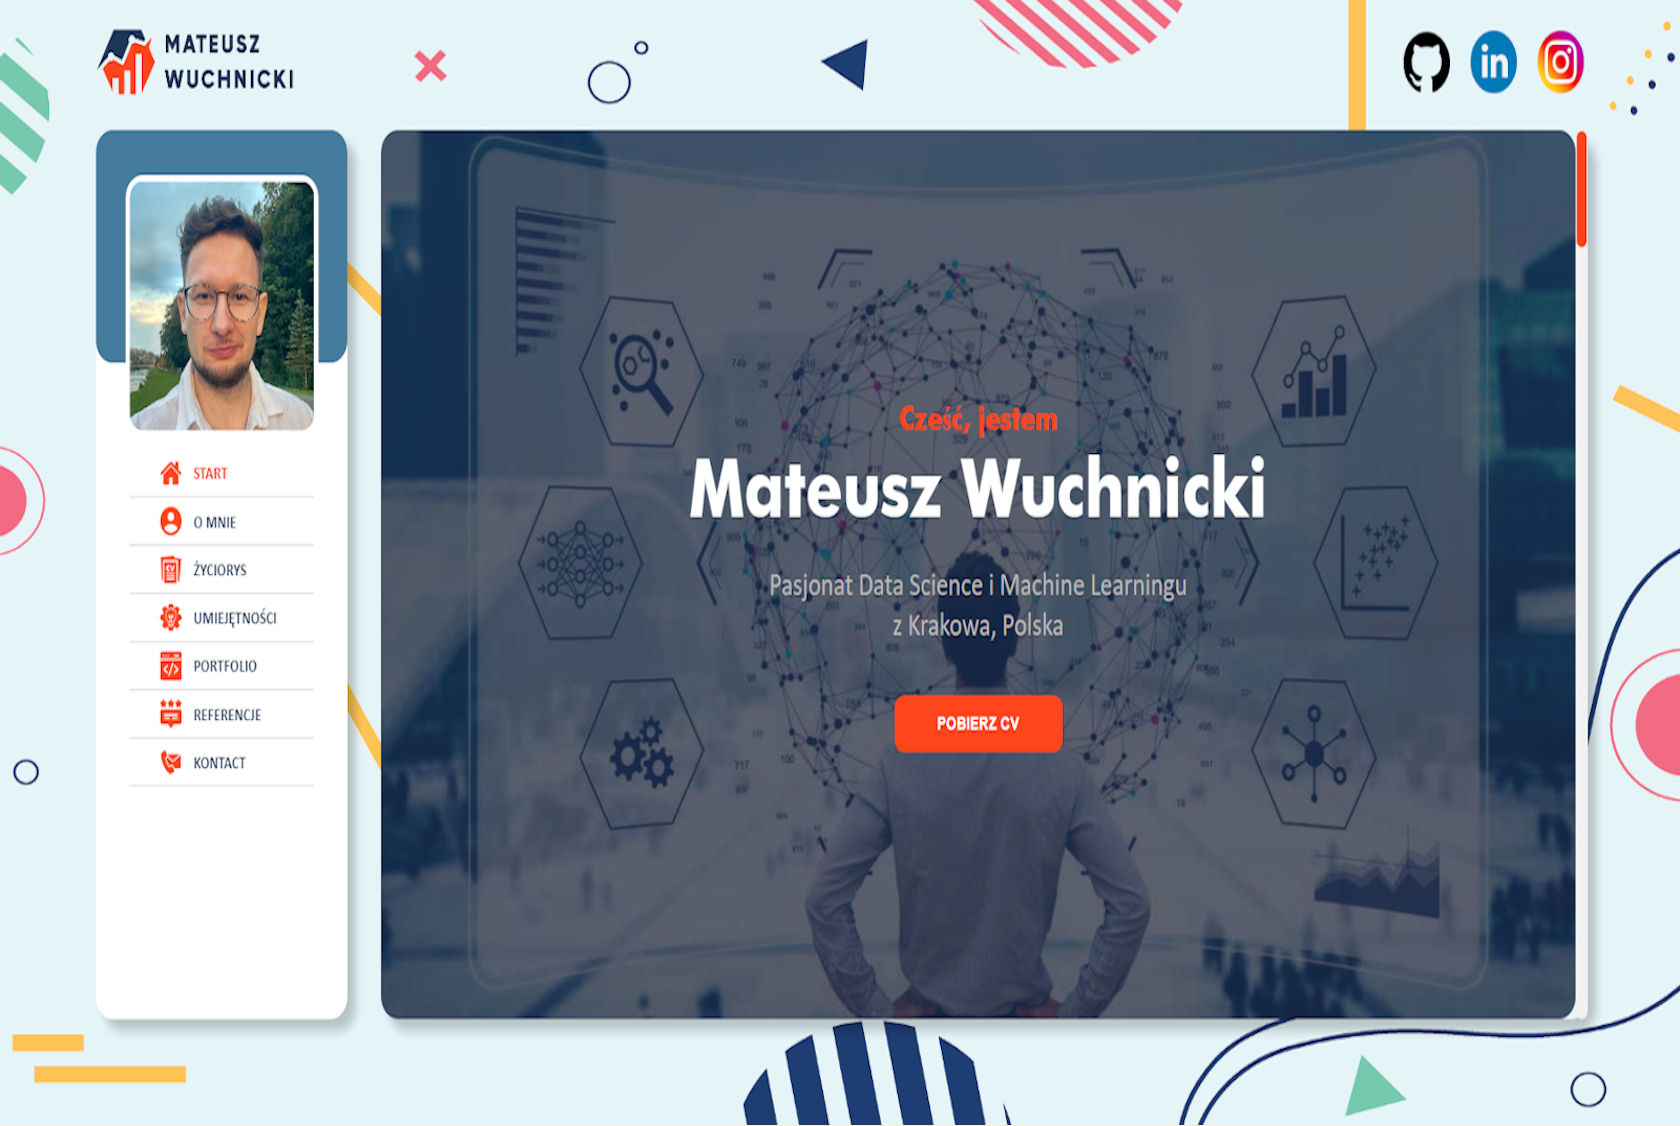 MATEUSZ
WUCHNICKI
START
O MNIE
ŻYCIORYS
UMIEJĘTNOŚCI
PORTFOLIO
REFERENCJE
KONTACT
Cześć, jestem
Mateusz Wuchnicki
Pasjonat Data Science i Machine Learningu
z Krakowa, Polska
POBIERZ CV